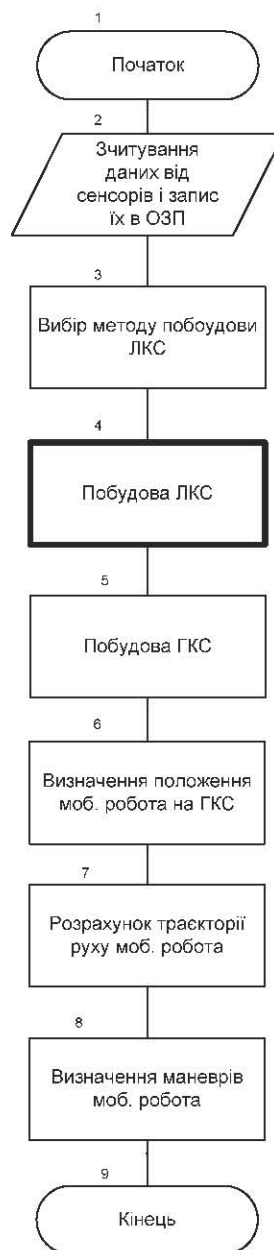 1
Початок
2
Зчитування
даних від
сенсорів і запис
їх в ОЗП
3
Вибір методу побоудови
ЛКС
4
Побудова ЛКС
5
Побудова ГКС
6
Визначення положення
моб. робота на ГКС
7
Розрахунок траєкторії
руху моб. робота
8
Визначення маневрів
моб. робота
9
Кінець